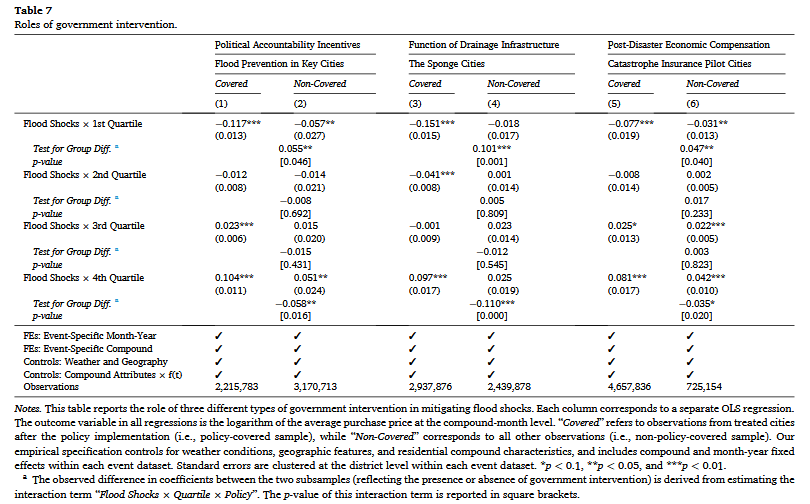 Table 7
Roles of government intervention.
Political Accountability Incentives Function of Drainage Infrastructure Post-Disaster Economic Compensation
Flood Prevention in Key Cities The Sponge Cities Catastrophe Insurance Pilot Cities
Covered Non-Covered Covered Non-Covered Covered Non-Covered
(1) (2) (3) (4) (5) (6)
Flood Shocks × 1st Quartile −0.117*** −0.057** −0.151*** −0.018 −0.077*** −0.031**
(0.013) (0.027) (0.015) (0.017) (0.019) (0.013)
Test for Group Diff. a 0.055** 0.101*** 0.047**
p-value [0.046] [0.001] [0.040]
Flood Shocks × 2nd Quartile −0.012 −0.014 −0.041*** 0.001 −0.008 0.002
(0.008) (0.021) (0.008) (0.014) (0.014) (0.005)
Test for Group Diff. a −0.008 0.005 0.017
p-value [0.692] [0.809] [0.233]
Flood Shocks × 3rd Quartile 0.023*** 0.015 −0.001 0.023 0.025* 0.022***
(0.006) (0.020) (0.009) (0.014) (0.013) (0.005)
Test for Group Diff. a −0.015 −0.012 0.003
p-value [0.431] [0.545] [0.823]
Flood Shocks × 4th Quartile 0.104*** 0.051** 0.097*** 0.025 0.081*** 0.042***
(0.011) (0.024) (0.017) (0.019) (0.017) (0.010)
Test for Group Diff. a −0.058** −0.110*** −0.035*
p-value [0.016] [0.000] [0.020]
FEs: Event-Specific Month-Year ✓ ✓ ✓ ✓ ✓ ✓
FEs: Event-Specific Compound ✓ ✓ ✓ ✓ ✓ ✓
Controls: Weather and Geography ✓ ✓ ✓ ✓ ✓ ✓
Controls: Compound Attributes × f(t) ✓ ✓ ✓ ✓ ✓ ✓
Observations 2,215,783 3,170,713 2,937,876 2,439,878 4,657,836 725,154
Notes. This table reports the role of three different types of government intervention in mitigating flood shocks. Each column corresponds to a separate OLS regression.
The outcome variable in all regressions is the logarithm of the average purchase price at the compound-month level. “Covered” refers to observations from treated cities
after the policy implementation (i.e., policy-covered sample), while “Non-Covered” corresponds to all other observations (i.e., non-policy-covered sample). Our
empirical specification controls for weather conditions, geographic features, and residential compound characteristics, and includes compound and month-year fixed
effects within each event dataset. Standard errors are clustered at the district level within each event dataset. *p < 0.1, **p < 0.05, and ***p < 0.01.
a The observed difference in coefficients between the two subsamples (reflecting the presence or absence of government intervention) is derived from estimating the
interaction term “Flood Shocks × Quartile × Policy”. The p-value of this interaction term is reported in square brackets.